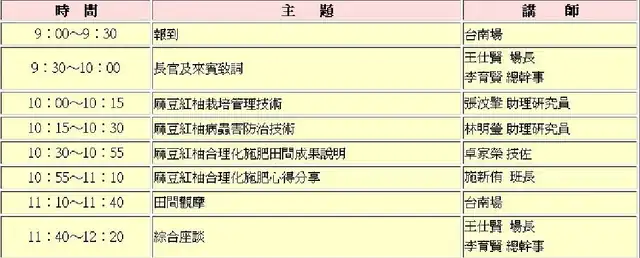 時 間 主 題 講 師
9：00～9：30 報到 台南場
9：30～10：00 長官及來賓致詞 王仕賢 場長
李育賢 總幹事
10：00～10：15 麻豆紅柚栽培管理技術 張汶肇 助理研究員
10：15～10：30 麻豆紅柚病蟲害防治技術 林明瑩 助理研究員
10：30～10：55 麻豆紅柚合理化施肥田間成果說明 卓家榮 技佐
10：55～11：10 麻豆紅柚合理化施肥心得分享 施新侑 班長
11：10～11：40 田間觀摩 台南場
11：40～12：20 綜合座談 王仕賢 場長
李育賢 總幹事